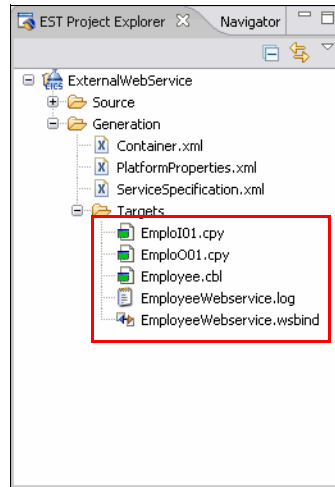 EST Project Explorer
Navigator
CICS
ExternalWebService
Source
Generation
Container.xml
PlatformProperties.xml
ServiceSpecification.xml
Targets
EmploI01.cpy
EmploO01.cpy
Employee.cbl
EmployeeWebservice.log
EmployeeWebservice.wsbind